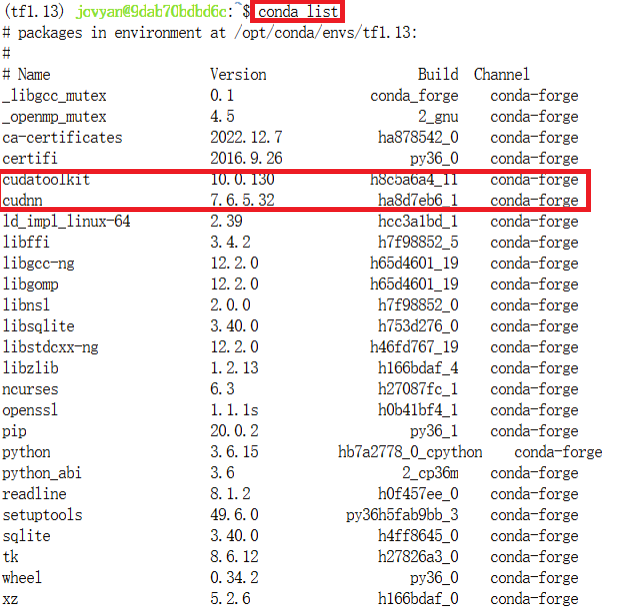 (tf1.13) jovyan@9dab70bdbd6c:~$ conda list
# packages in environment at /opt/conda/envs/tf1.13:
#
# Name Version Build Channel
_libgcc_mutex 0.1 conda_forge conda-forge
_openmp_mutex 4.5 2_gnu conda-forge
ca-certificates 2022.12.7 ha878542_0 conda-forge
certifi 2016.9.26 py36_0 conda-forge
cudatoolkit 10.0.130 h8c5a6a4_11 conda-forge
cudnn 7.6.5.32 ha8d7eb6_1 conda-forge
ld_impl_linux-64 2.39 hcc3a1bd_1 conda-forge
libffi 3.4.2 h7f98852_5 conda-forge
libgcc-ng 12.2.0 h65d4601_19 conda-forge
libgomp 12.2.0 h65d4601_19 conda-forge
libnsl 2.0.0 h7f98852_0 conda-forge
libsqlite 3.40.0 h753d276_0 conda-forge
libstdcxx-ng 12.2.0 h46fd767_19 conda-forge
libzlib 1.2.13 h166bdaf_4 conda-forge
ncurses 6.3 h27087fc_1 conda-forge
openssl 1.1.1s h0b41bf4_1 conda-forge
pip 20.0.2 py36_1 conda-forge
python 3.6.15 hb7a2778_0_cpython conda-forge
python_abi 3.6 2_cp36m conda-forge
readline 8.1.2 h0f457ee_0 conda-forge
setuptools 49.6.0 py36h5fab9bb_3 conda-forge
sqlite 3.40.0 h4ff8645_0 conda-forge
tk 8.6.12 h27826a3_0 conda-forge
wheel 0.34.2 py36_0 conda-forge
xz 5.2.6 h166bdaf_0 conda-forge